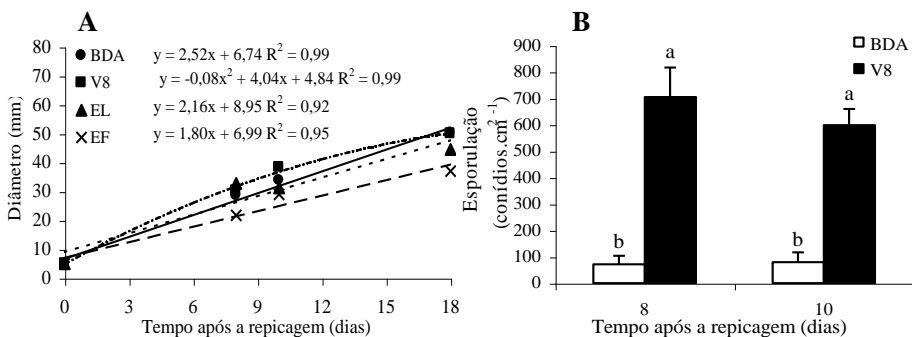 A
Diâmetro (mm)
80
70
60
50
40
30
20
10
0
BDA y = 2,52x + 6,74 R² = 0,99
V8 y = -0,08x² + 4,04x + 4,84 R² = 0,99
EL y = 2,16x + 8,95 R² = 0,92
EF y = 1,80x + 6,99 R² = 0,95
0 3 6 9 12 15 18
Tempo após a repicagem (dias)
B
Esporulação
(conídios.cm² ⁻¹)
900
800
700
600
500
400
300
200
100
0
BDA
V8
a
a
b
b
8 10
Tempo após a repicagem (dias)